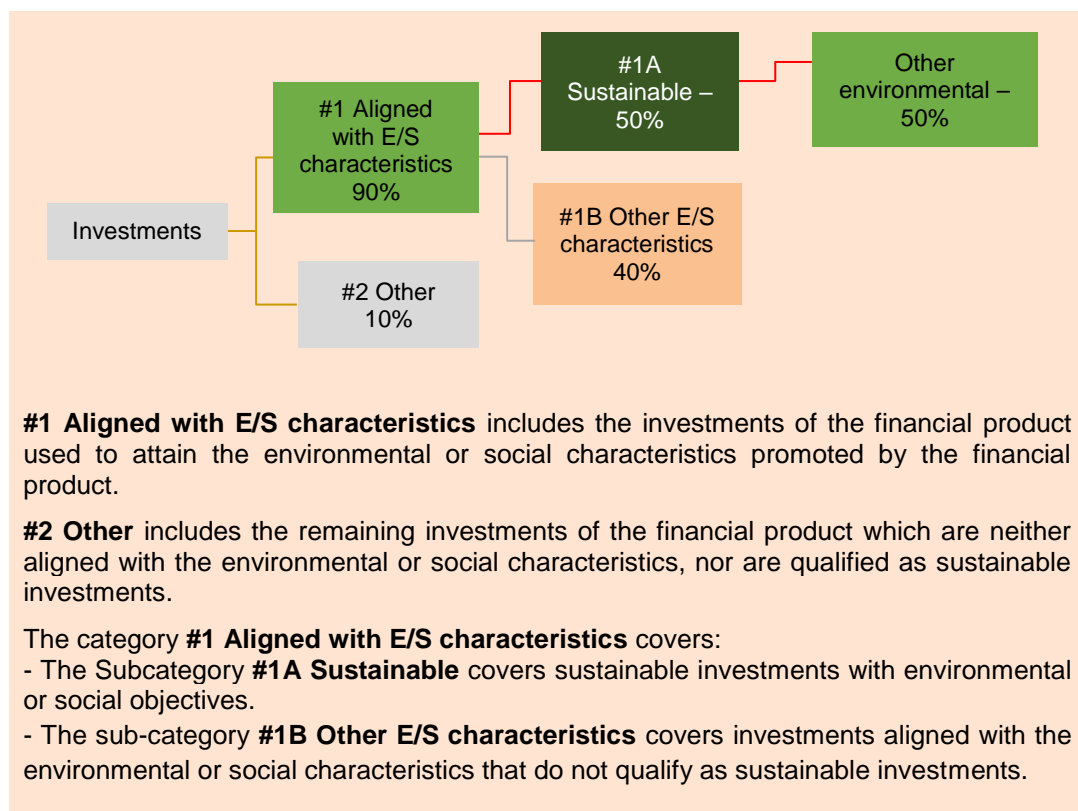 #1A
Sustainable –
50%
Other
environmental –
50%
#1 Aligned
with E/S
characteristics
90%
#1B Other E/S
characteristics
40%
Investments
#2 Other
10%
#1 Aligned with E/S characteristics includes the investments of the financial product
used to attain the environmental or social characteristics promoted by the financial
product.
#2 Other includes the remaining investments of the financial product which are neither
aligned with the environmental or social characteristics, nor are qualified as sustainable
investments.
The category #1 Aligned with E/S characteristics covers:
- The Subcategory #1A Sustainable covers sustainable investments with environmental
or social objectives.
- The sub-category #1B Other E/S characteristics covers investments aligned with the
environmental or social characteristics that do not qualify as sustainable investments.